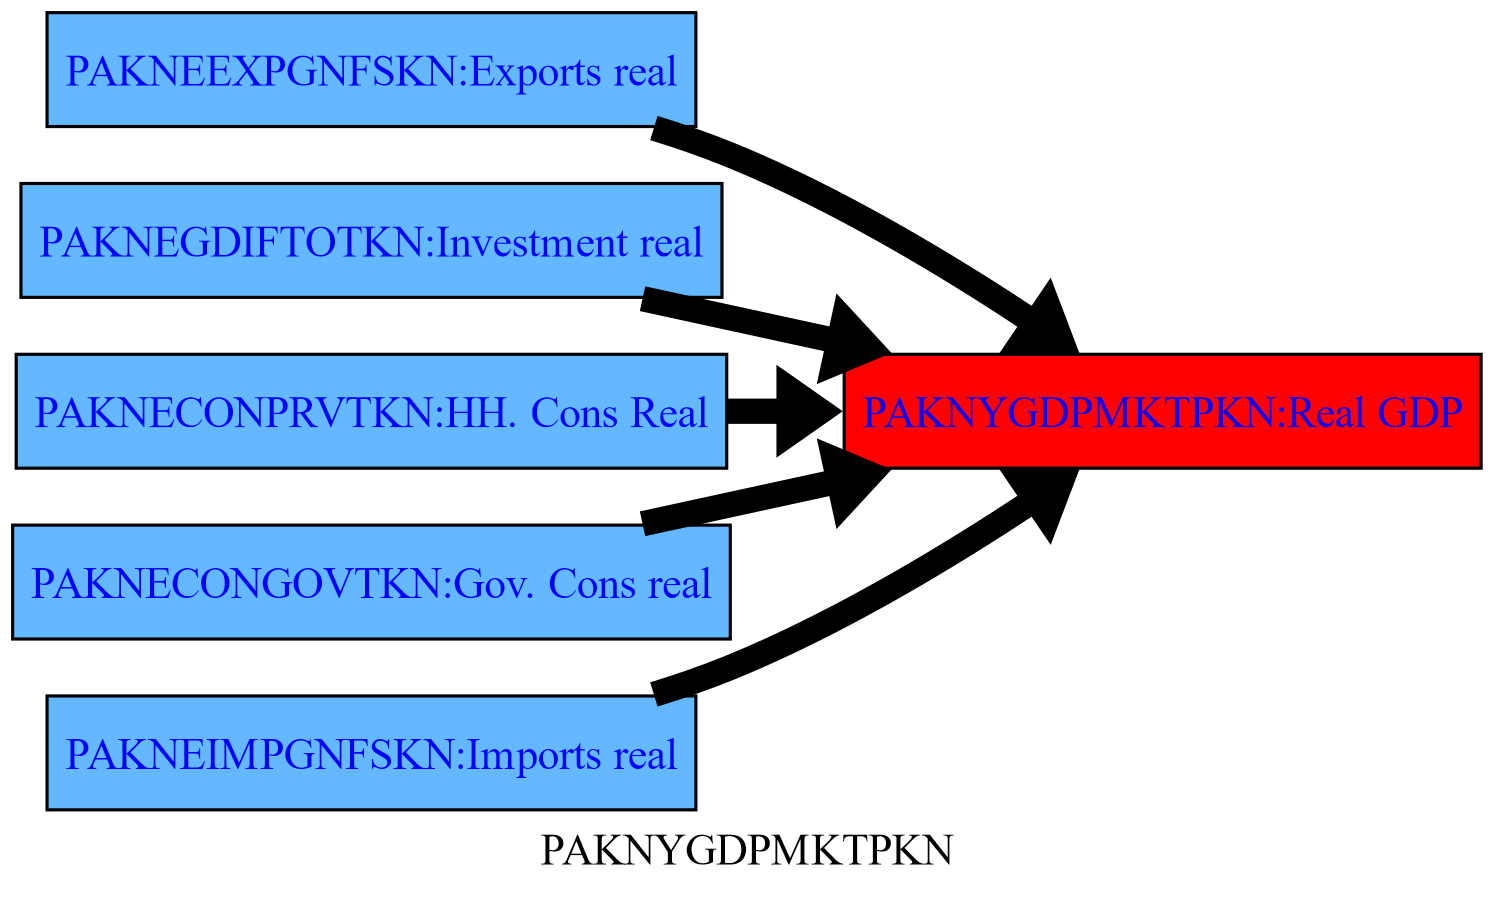 PAKNEEXPGNFSKN:Exports real
PAKNEGDIFTOTKN:Investment real
PAKNECONPRVTKN:HH. Cons Real
PAKNYGDPMKTPKN:Real GDP
PAKNECONGOVTKN:Gov. Cons real
PAKNEIMPGNFSKN:Imports real
PAKNYGDPMKTPKN